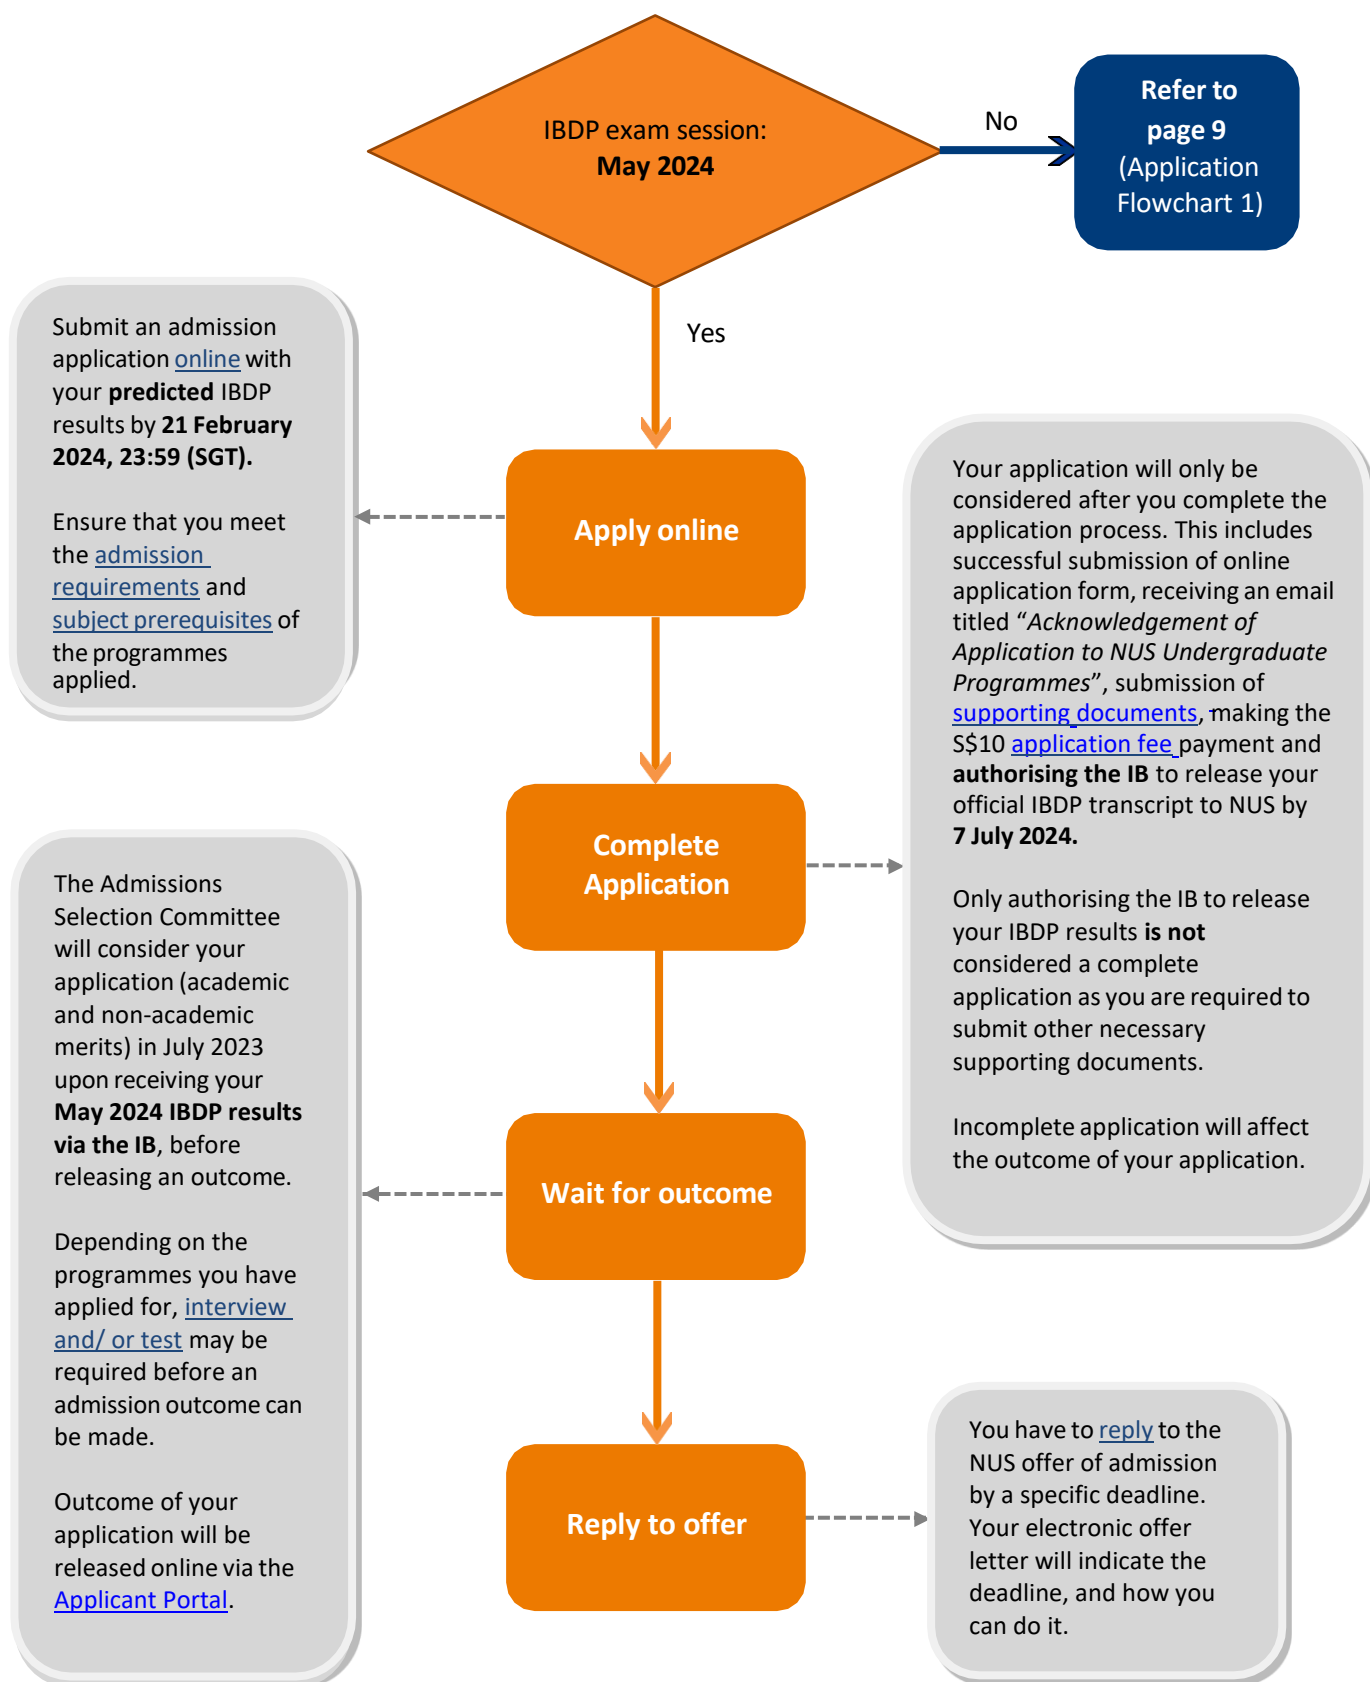 IBDP exam session:
May 2024
No
Refer to
page 9
(Application
Flowchart 1)
Yes
Submit an admission
application online with
your predicted IBDP
results by 21 February
2024, 23:59 (SGT).
Ensure that you meet
the admission
requirements and
subject prerequisites of
the programmes
applied.
Apply online
Your application will only be
considered after you complete the
application process. This includes
successful submission of online
application form, receiving an email
titled “Acknowledgement of
Application to NUS Undergraduate
Programmes”, submission of
supporting documents, making the
S$10 application fee payment and
authorising the IB to release your
official IBDP transcript to NUS by
7 July 2024.
Only authorising the IB to release
your IBDP results is not
considered a complete
application as you are required to
submit other necessary
supporting documents.
Incomplete application will affect
the outcome of your application.
Complete
Application
The Admissions
Selection Committee
will consider your
application (academic
and non-academic
merits) in July 2023
upon receiving your
May 2024 IBDP results
via the IB, before
releasing an outcome.
Depending on the
programmes you have
applied for, interview
and/ or test may be
required before an
admission outcome can
be made.
Outcome of your
application will be
released online via the
Applicant Portal.
Wait for outcome
Reply to offer
You have to reply to the
NUS offer of admission
by a specific deadline.
Your electronic offer
letter will indicate the
deadline, and how you
can do it.